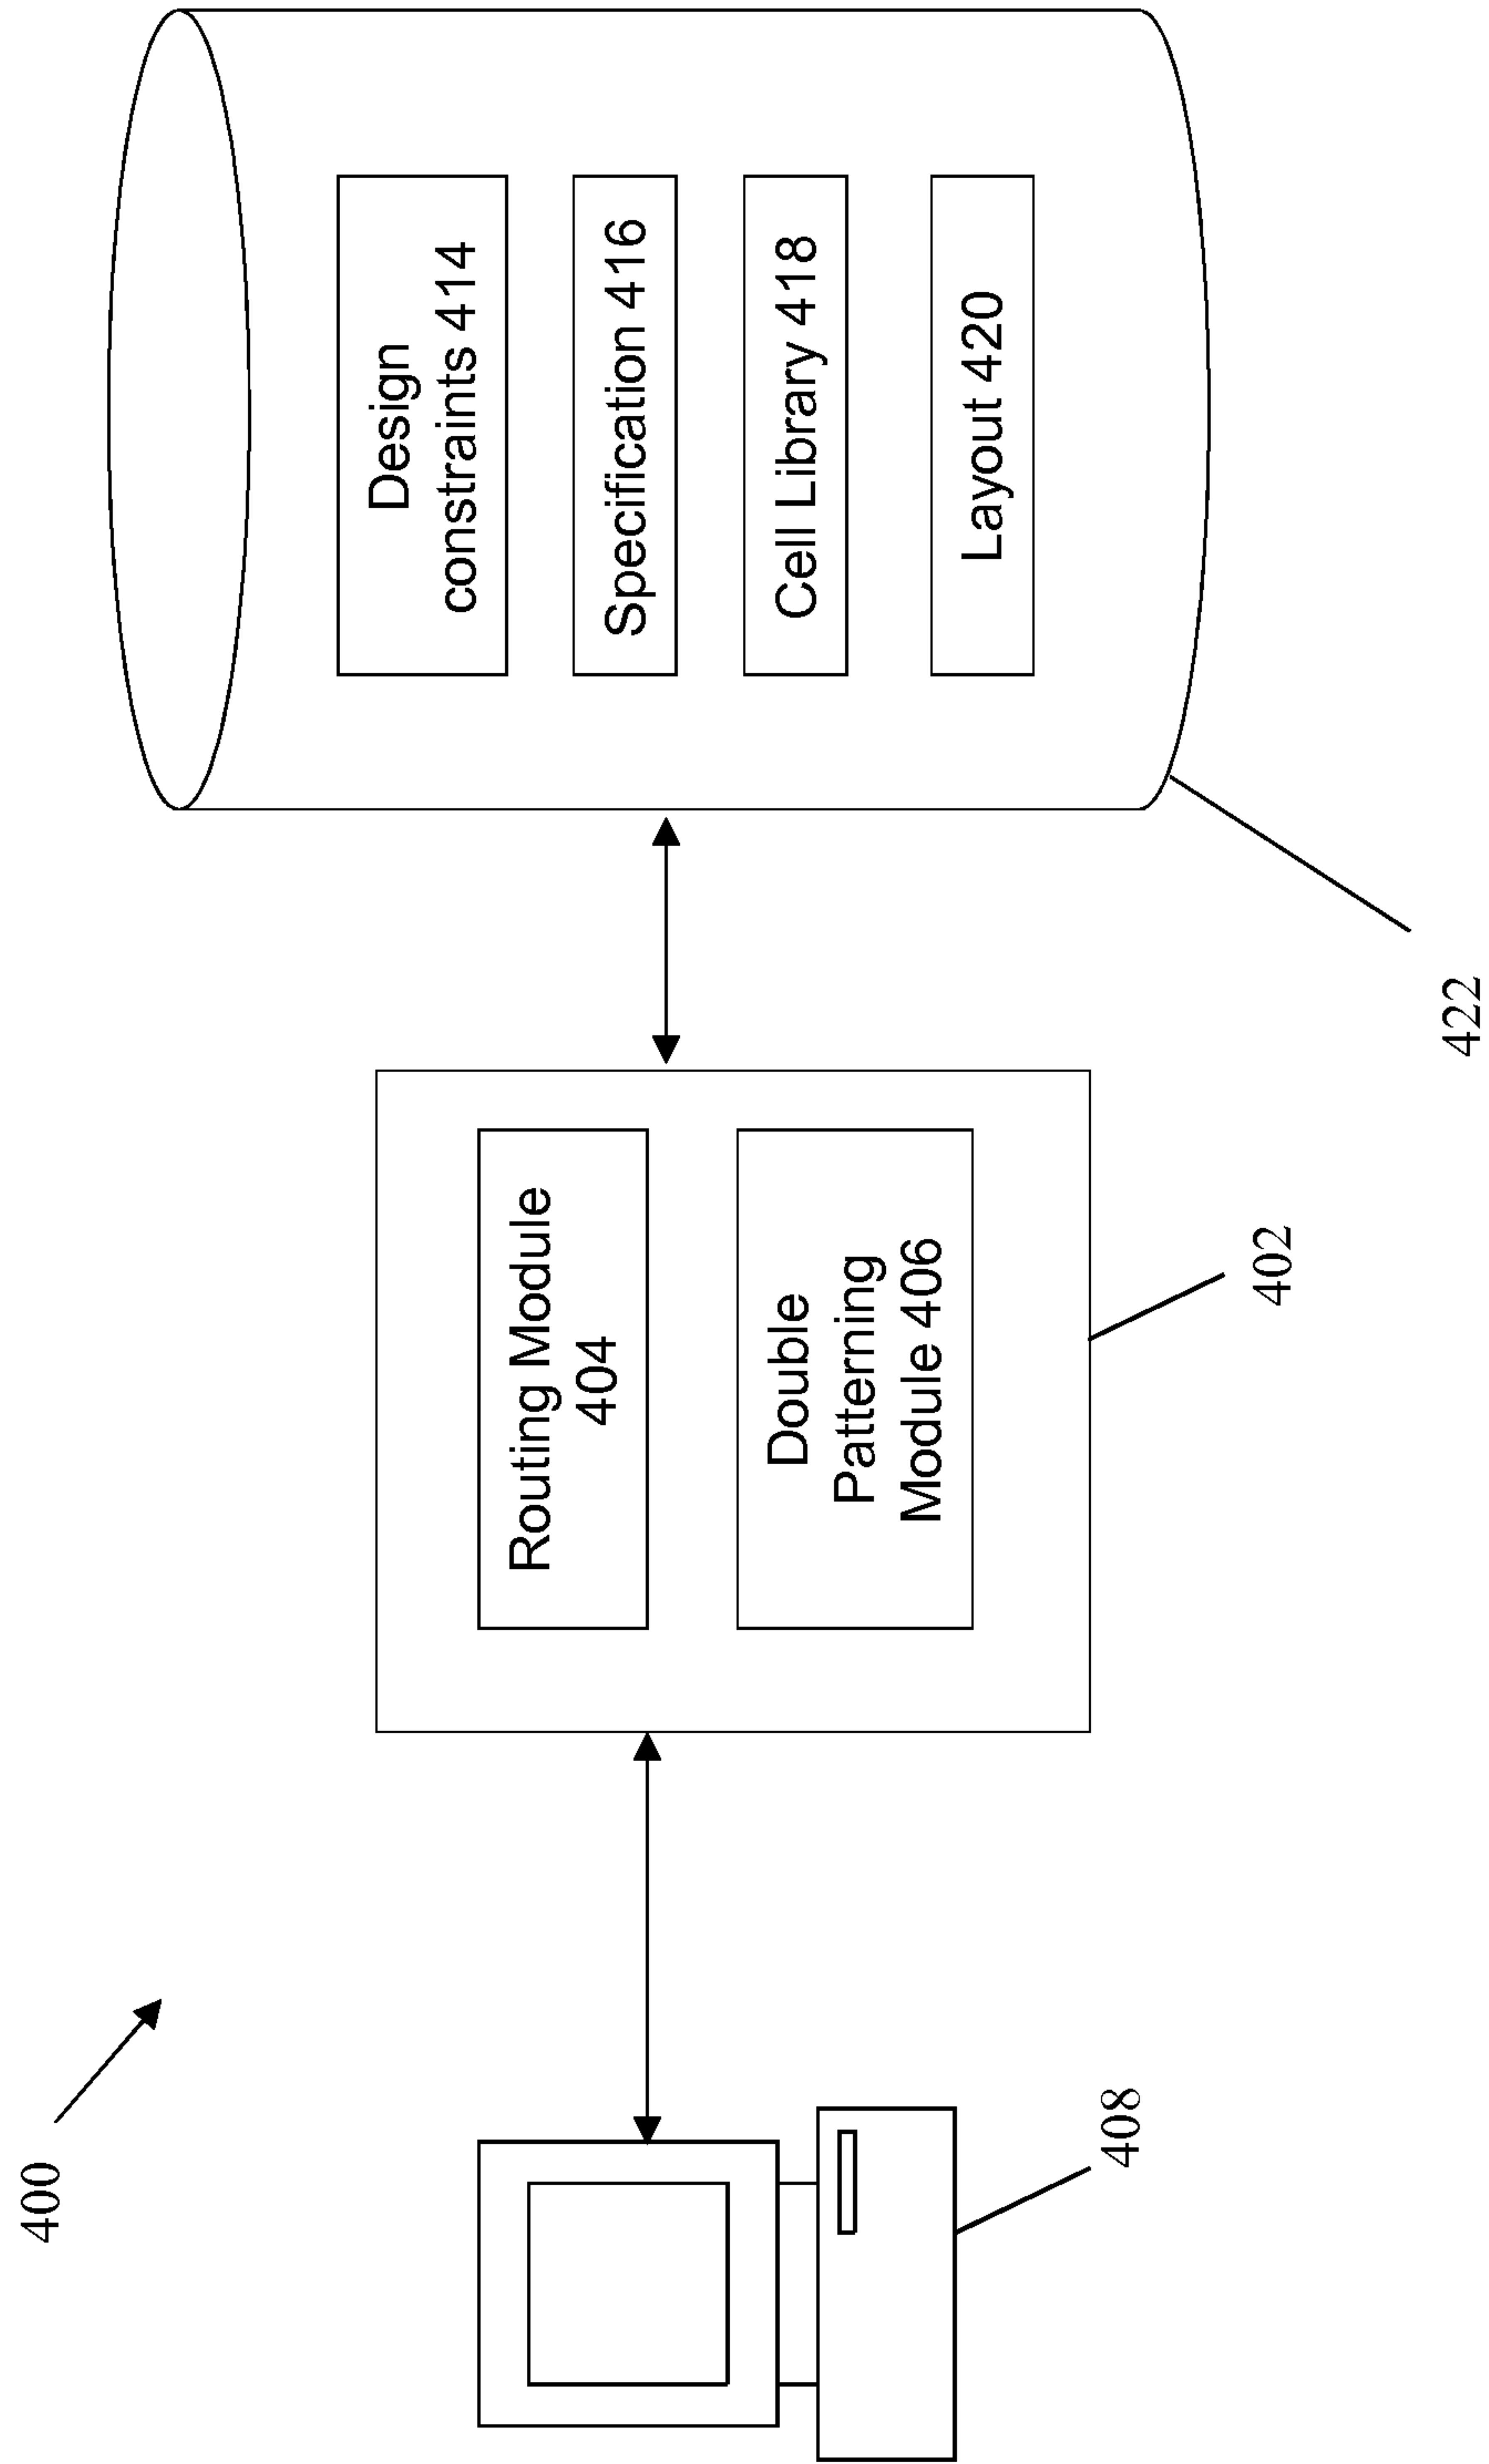 400
Design
constraints 414
Specification 416
Cell Library 418
Layout 420
Routing Module
404
Double
Patterning
Module 406
408
402
422